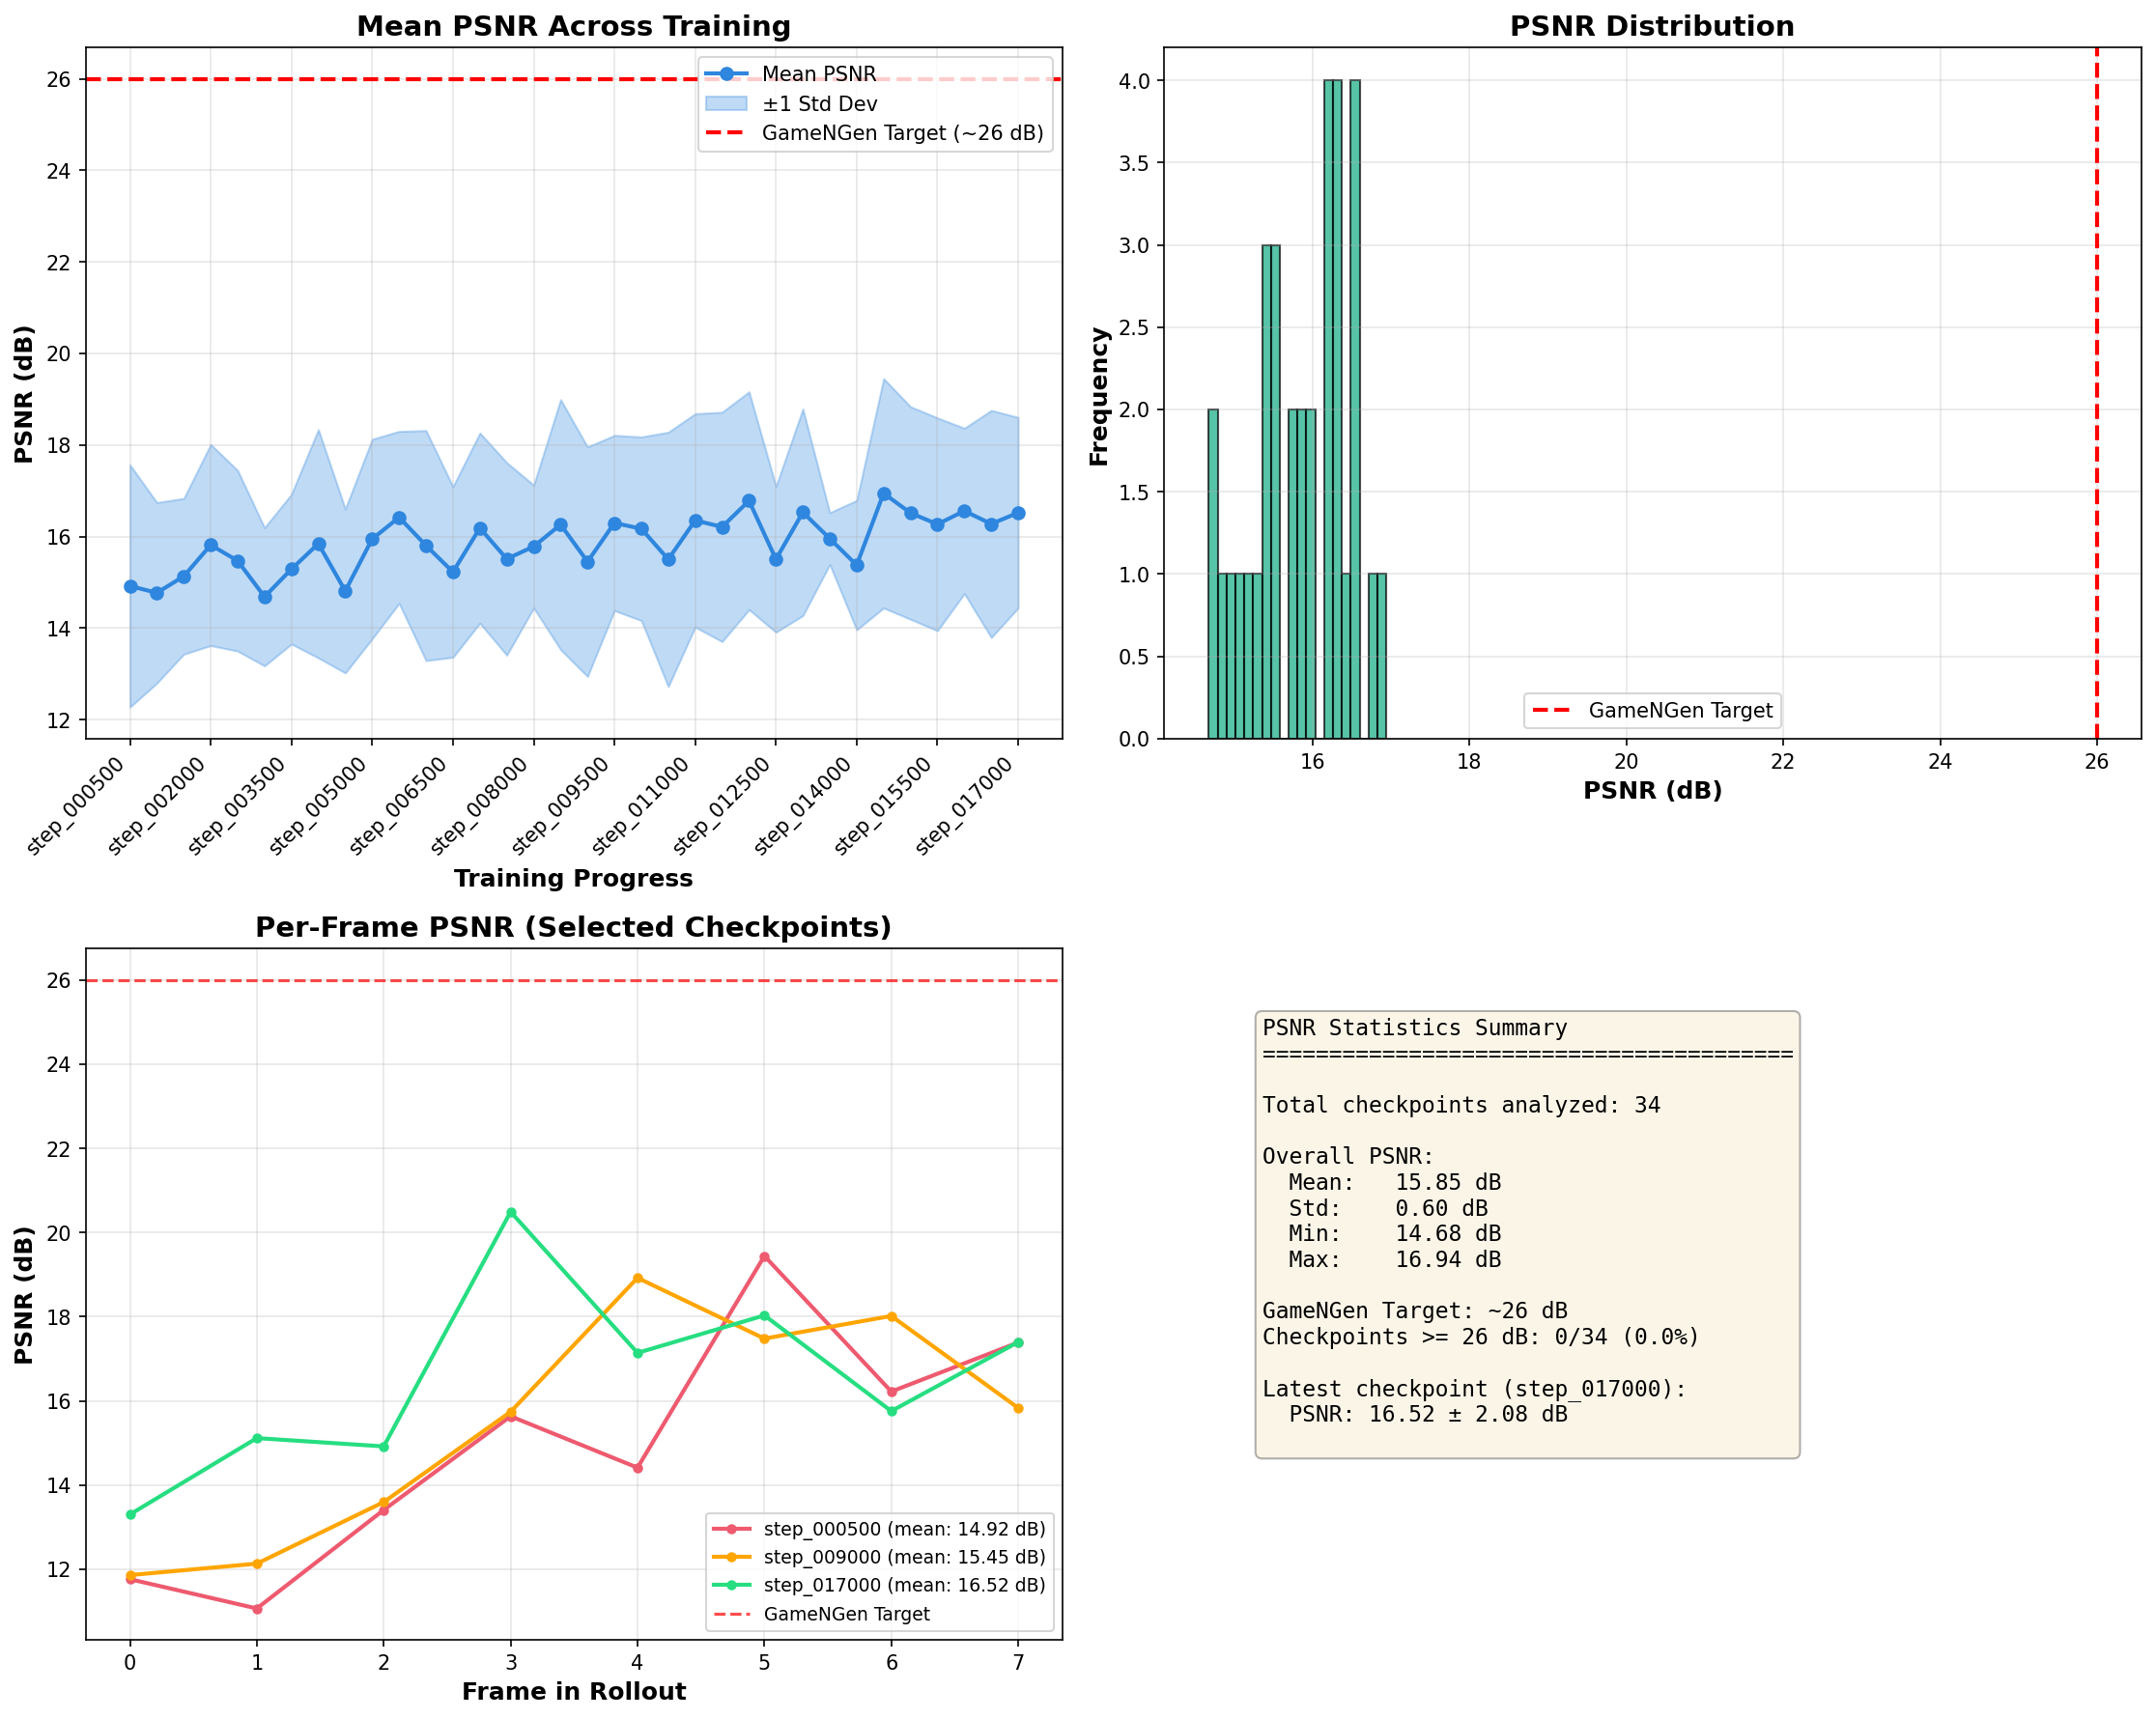 Mean PSNR Across Training
PSNR (dB)
26
24
22
20
18
16
14
12
Mean PSNR
±1 Std Dev
GameNGen Target (~26 dB)
step_000500
step_002000
step_003500
step_005000
step_006500
step_008000
step_009500
step_011000
step_012500
step_014000
step_015500
step_017000
Training Progress
PSNR Distribution
Frequency
4.0
3.5
3.0
2.5
2.0
1.5
1.0
0.5
0.0
GameNGen Target
16
18
20
22
24
26
PSNR (dB)
Per-Frame PSNR (Selected Checkpoints)
PSNR (dB)
26
24
22
20
18
16
14
12
step_000500 (mean: 14.92 dB)
step_009000 (mean: 15.45 dB)
step_017000 (mean: 16.52 dB)
GameNGen Target
0
1
2
3
4
5
6
7
Frame in Rollout
PSNR Statistics Summary
========================================
Total checkpoints analyzed: 34
Overall PSNR:
Mean: 15.85 dB
Std: 0.60 dB
Min: 14.68 dB
Max: 16.94 dB
GameNGen Target: ~26 dB
Checkpoints >= 26 dB: 0/34 (0.0%)
Latest checkpoint (step_017000):
PSNR: 16.52 ± 2.08 dB